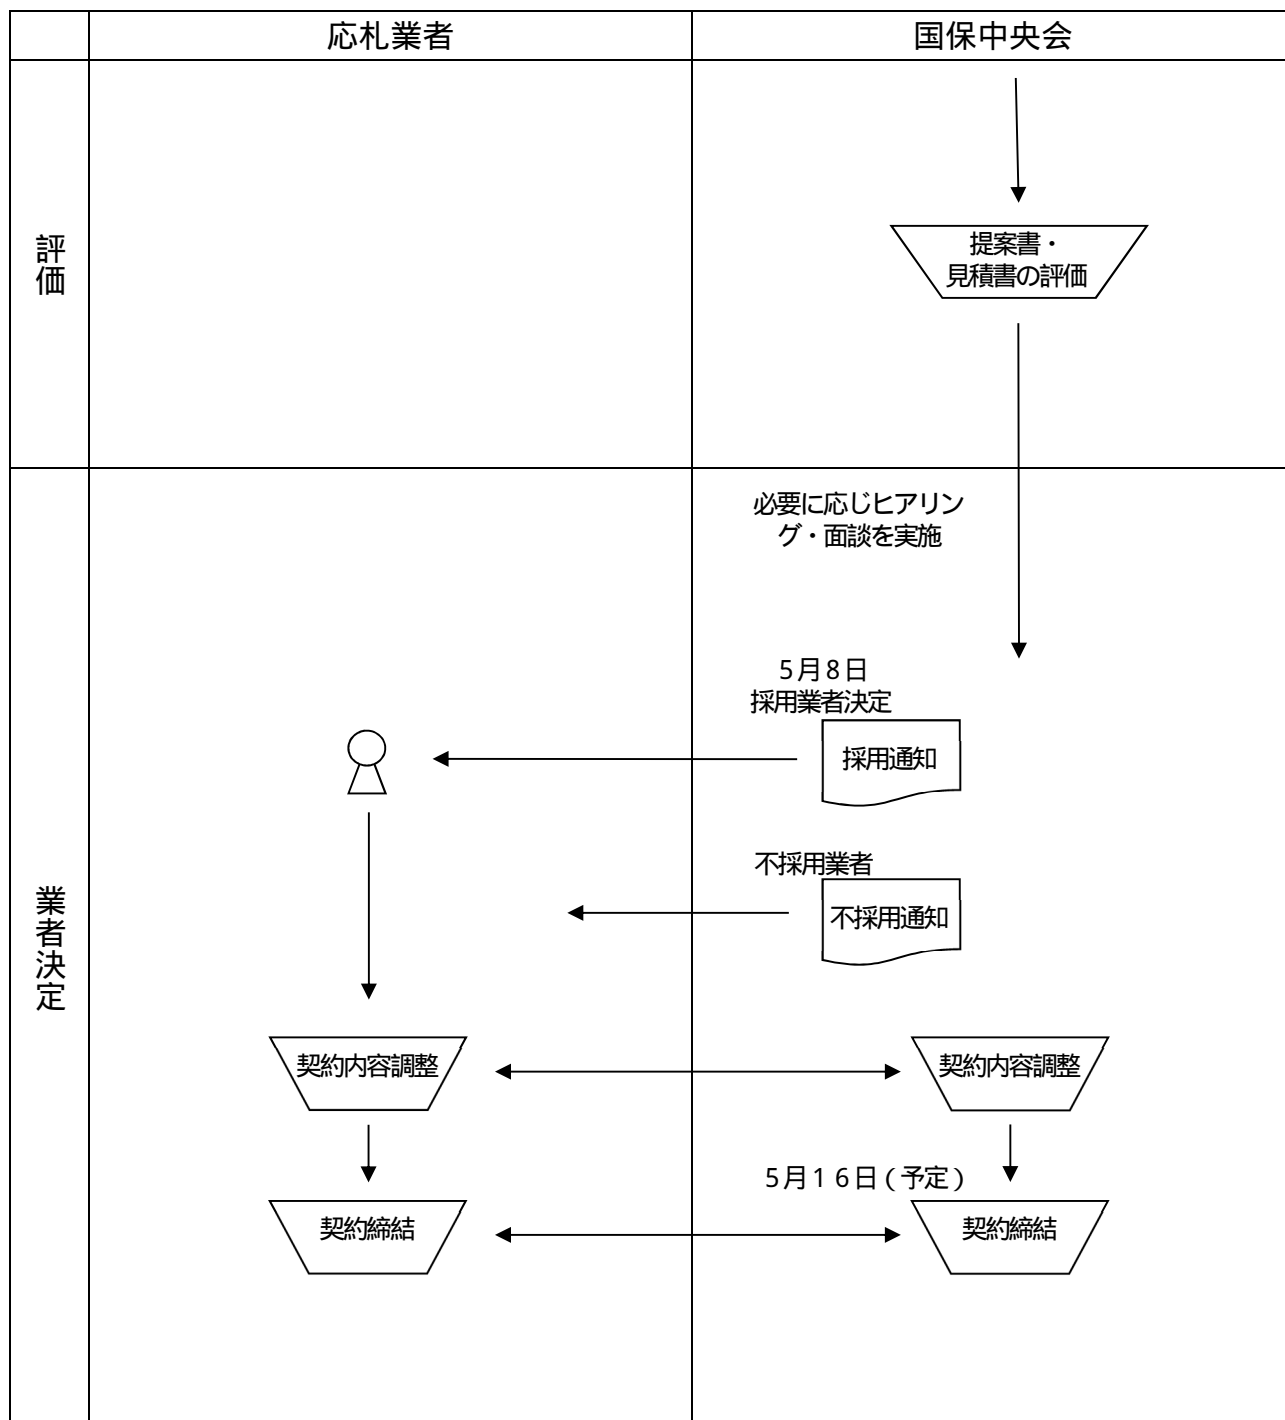 応札業者
国保中央会
評価
提案書・
見積書の評価
業者決定
必要に応じヒアリン
グ・面談を実施
5月8日
採用業者決定
採用通知
不採用業者
不採用通知
契約内容調整
契約内容調整
5月16日(予定)
契約締結
契約締結